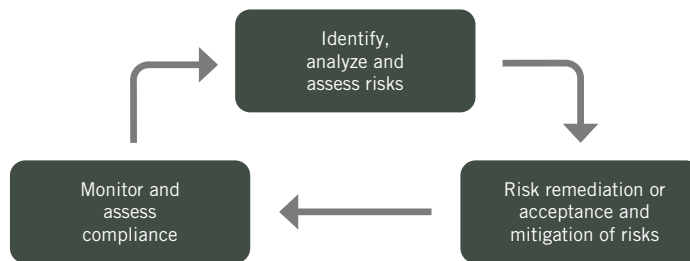 Identify,
analyze and
assess risks
Monitor and
assess
compliance
Risk remediation or
acceptance and
mitigation of risks